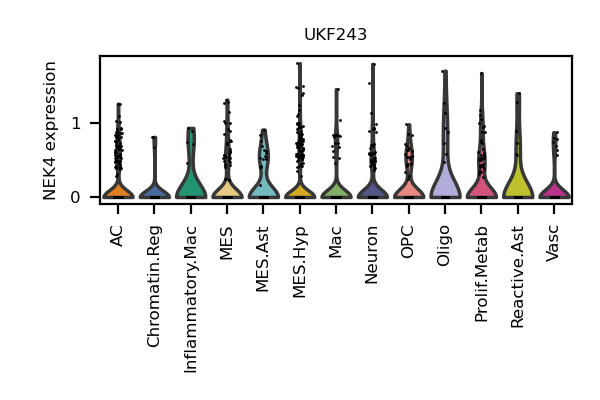 UKF243
NEK4 expression
1
0
AC
Chromatin.Reg
Inflammatory.Mac
MES
MES.Ast
MES.Hyp
Mac
Neuron
OPC
Oligo
Prolif.Metab
Reactive.Ast
Vasc